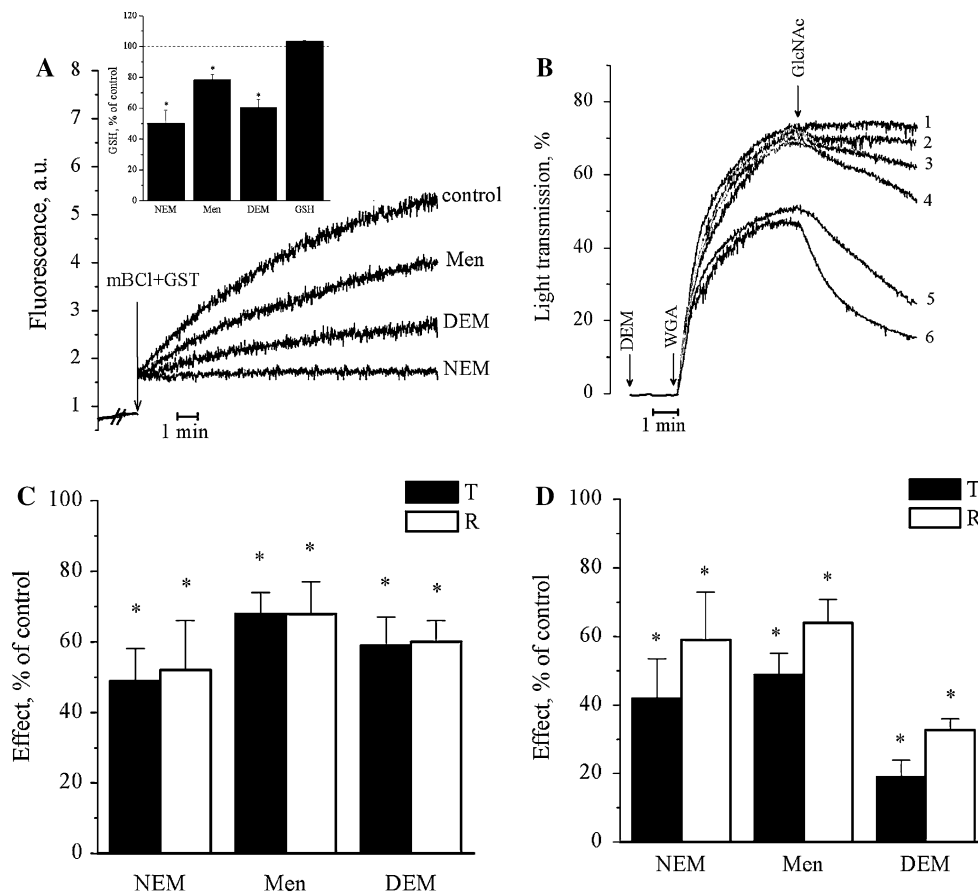 A
Fluorescence, a.u.
8
7
6
5
4
3
2
1
GSH, % of control
120
100
80
60
40
20
0
* * *
NEM Men DEM GSH
mBCl+GST
control
Men
DEM
NEM
1 min
B
Light transmission, %
80
60
40
20
0
DEM
WGA
GlcNAc
1
2
3
4
5
6
1 min
C
Effect, % of control
100
80
60
40
20
0
T
R
* * * * * *
NEM Men DEM
D
Effect, % of control
100
80
60
40
20
0
T
R
* * * * * *
NEM Men DEM